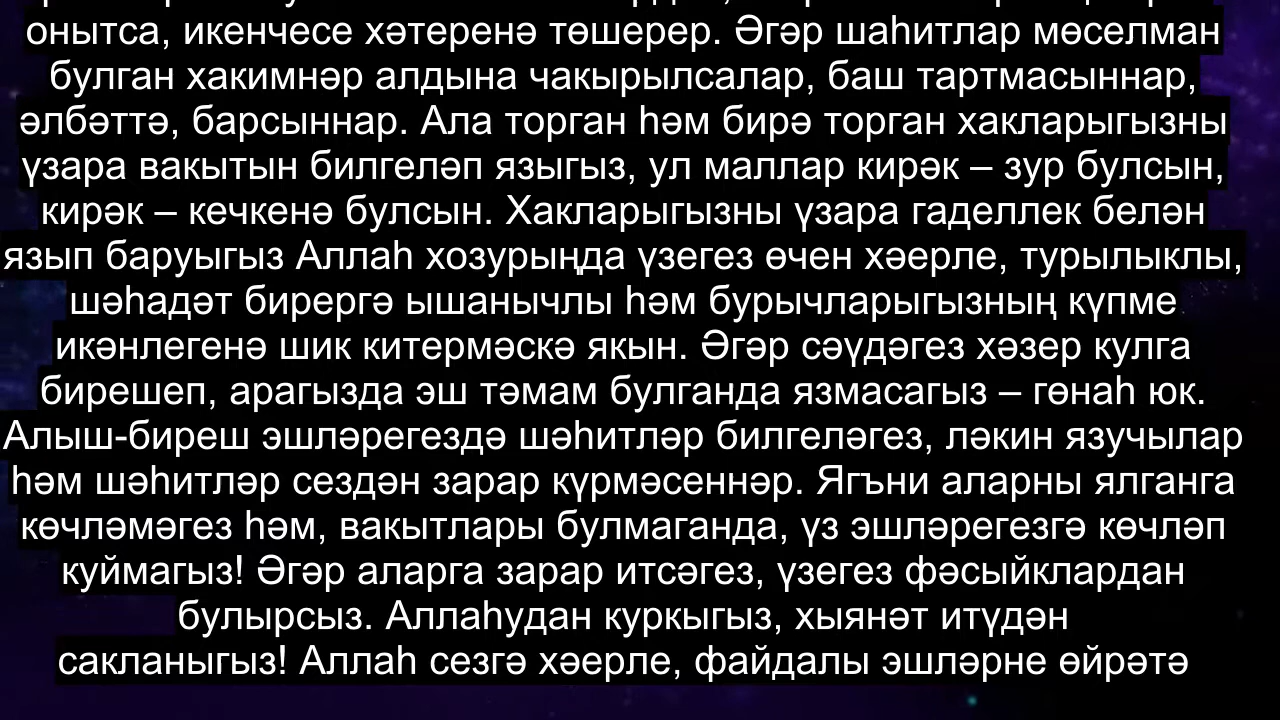 онытса, икенчесе хәтеренә төшерер. Әгәр шаһитлар мөселман
булган хакимнәр алдына чакырылсалар, баш тартмасыннар,
әлбәттә, барсыннар. Ала торган һәм бирә торган хакларыгызны
үзара вакытын билгеләп языгыз, ул маллар кирәк – зур булсын,
кирәк – кечкенә булсын. Хакларыгызны үзара гаделлек белән
язып баруыгыз Аллаһ хозурыңда үзегез өчен хәерле, турылыклы,
шәһадәт бирергә ышанычлы һәм бурычларыгызның күпме
икәнлегенә шик китермәскә якын. Әгәр сәүдәгез хәзер кулга
бирешеп, арагызда эш тәмам булганда язмасагыз – гөнаһ юк.
Алыш-биреш эшләрегездә шәһитләр билгеләгез, ләкин язучылар
һәм шәһитләр сездән зарар күрмәсеннәр. Ягъни аларны ялганга
көчләмәгез һәм, вакытлары булмаганда, үз эшләрегезгә көчләп
куймагыз! Әгәр аларга зарар итсәгез, үзегез фәсыйклардан
булырсыз. Аллаһудан куркыгыз, хыянәт итүдән
сакланыгыз! Аллаһ сезгә хәерле, файдалы эшләрне өйрәтә